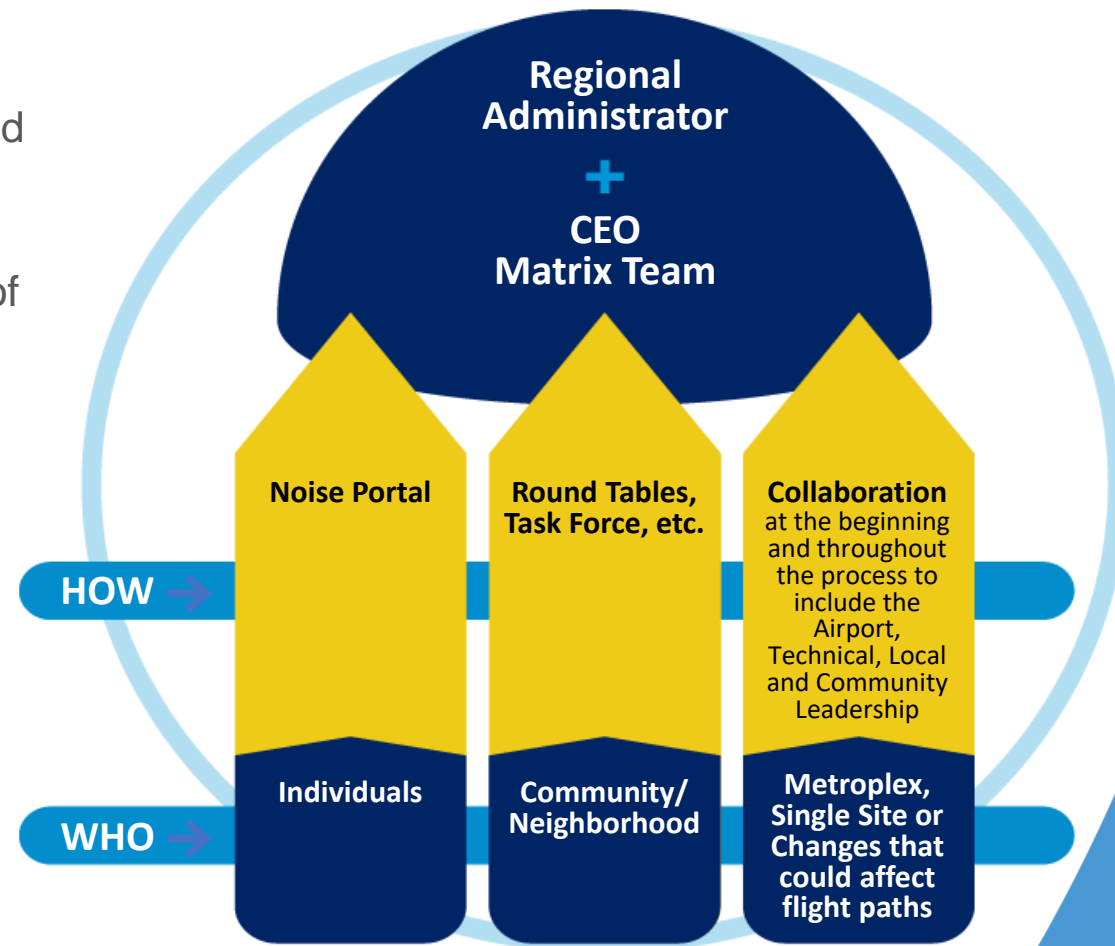 d
of
Regional
Administrator
+
CEO
Matrix Team
Noise Portal
Round Tables,
Task Force, etc.
Collaboration
at the beginning
and throughout
the process to
include the
Airport,
Technical, Local
and Community
Leadership
HOW
Individuals
Community/
Neighborhood
Metroplex,
Single Site or
Changes that
could affect
flight paths
WHO